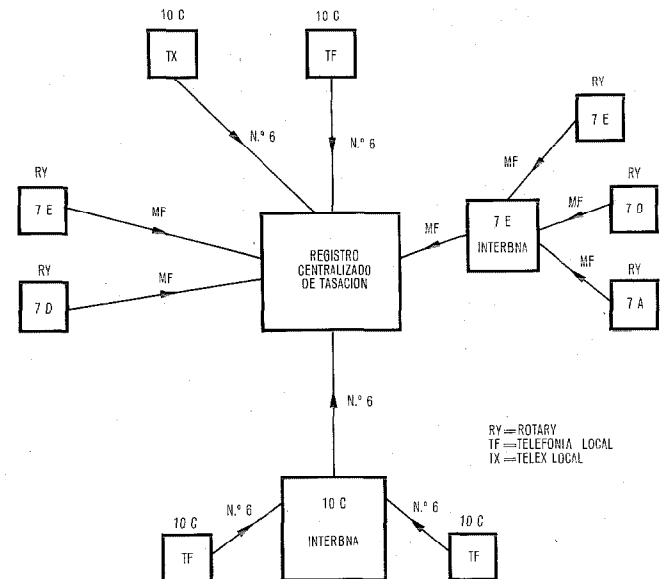 10 C
10 C
TX
TF
N.º 6
N.º 6
RY
7 E
MF
RY
7 E
MF
RY
7 D
MF
REGISTRO
CENTRALIZADO
DE TASACION
MF
7 E
INTERBNA
MF
RY
7 D
MF
RY
7 A
MF
N.º 6
RY=ROTARY
TF=TELEFONIA LOCAL
TX=TELEX LOCAL
10 C
INTERBNA
N.º 6
10 C
TF
N.º 6
10 C
TF